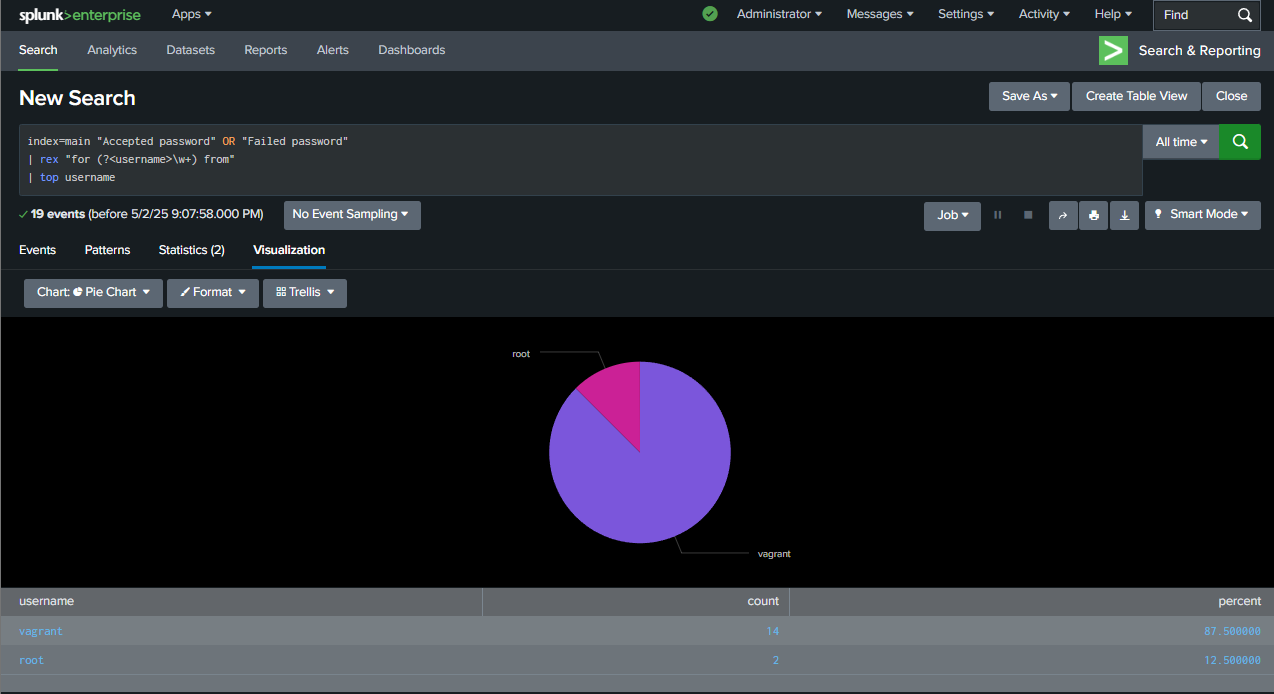 splunk>enterprise Apps Administrator Messages Settings Activity Help Find
Search Analytics Datasets Reports Alerts Dashboards Search & Reporting
New Search Save As Create Table View Close
index=main "Accepted password" OR "Failed password" All time
| rex "for (?<username>\w+) from"
| top username
19 events (before 5/2/25 9:07:58.000 PM) No Event Sampling Job Smart Mode
Events Patterns Statistics (2) Visualization
Chart: Pie Chart Format Trellis
root
vagrant
username count percent
vagrant 14 87.500000
root 2 12.500000